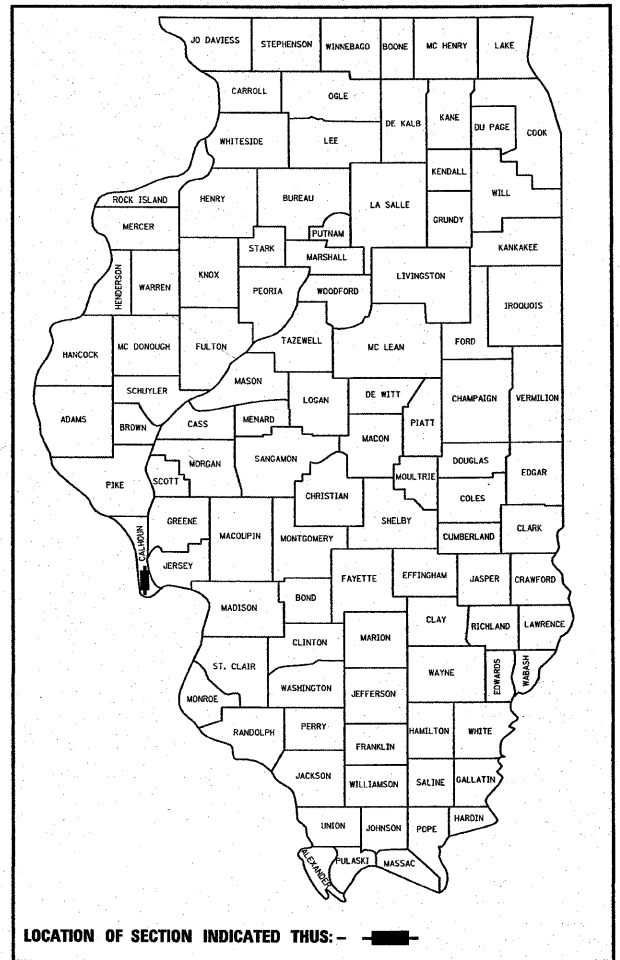 JO DAVIESS STEPHENSON WINNEBAGO BOONE MC HENRY LAKE
CARROLL OGLE DE KALB KANE DU PAGE COOK
WHITESIDE LEE
KENDALL WILL
ROCK ISLAND HENRY BUREAU LA SALLE GRUNDY
MERCER PUTNAM
STARK MARSHALL KANKAKEE
HENDERSON WARREN KNOX PEORIA WOODFORD LIVINGSTON IROQUOIS
HANCOCK MC DONOUGH FULTON TAZEWELL MC LEAN FORD
MASON
SCHUYLER LOGAN DE WITT CHAMPAIGN VERMILION
ADAMS BROWN CASS MENARD MACON PIATT
MORGAN SANGAMON DOUGLAS EDGAR
PIKE SCOTT CHRISTIAN MOULTRIE COLES
GREENE MACOUPIN MONTGOMERY SHELBY CUMBERLAND CLARK
CALHOUN JERSEY FAYETTE EFFINGHAM JASPER CRAWFORD
MADISON BOND CLAY RICHLAND LAWRENCE
CLINTON MARION
ST. CLAIR WAYNE EDWARDS WABASH
WASHINGTON JEFFERSON
MONROE
RANDOLPH PERRY HAMILTON WHITE
FRANKLIN
JACKSON WILLIAMSON SALINE GALLATIN
UNION JOHNSON POPE HARDIN
ALEXANDER PULASKI MASSAC
LOCATION OF SECTION INDICATED THUS: -